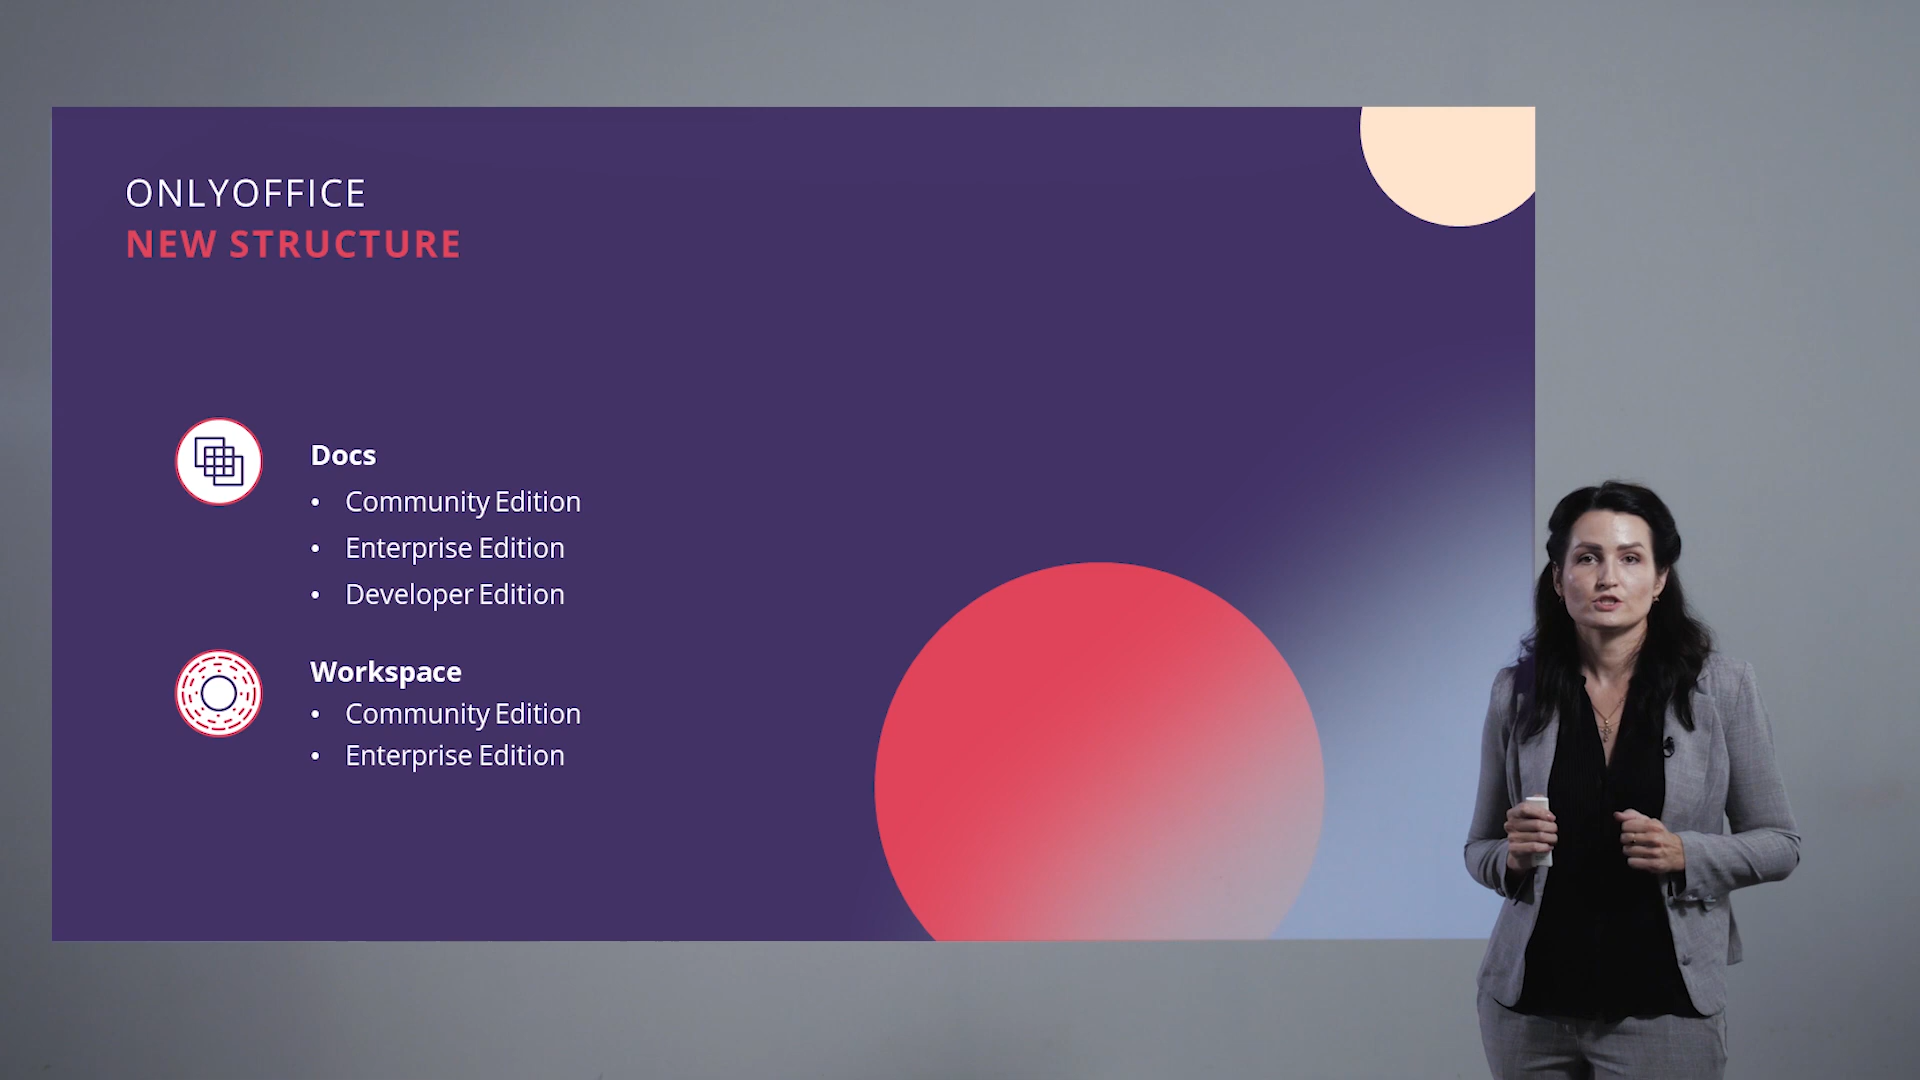 ONLYOFFICE
NEW STRUCTURE
Docs
• Community Edition
• Enterprise Edition
• Developer Edition
Workspace
• Community Edition
• Enterprise Edition